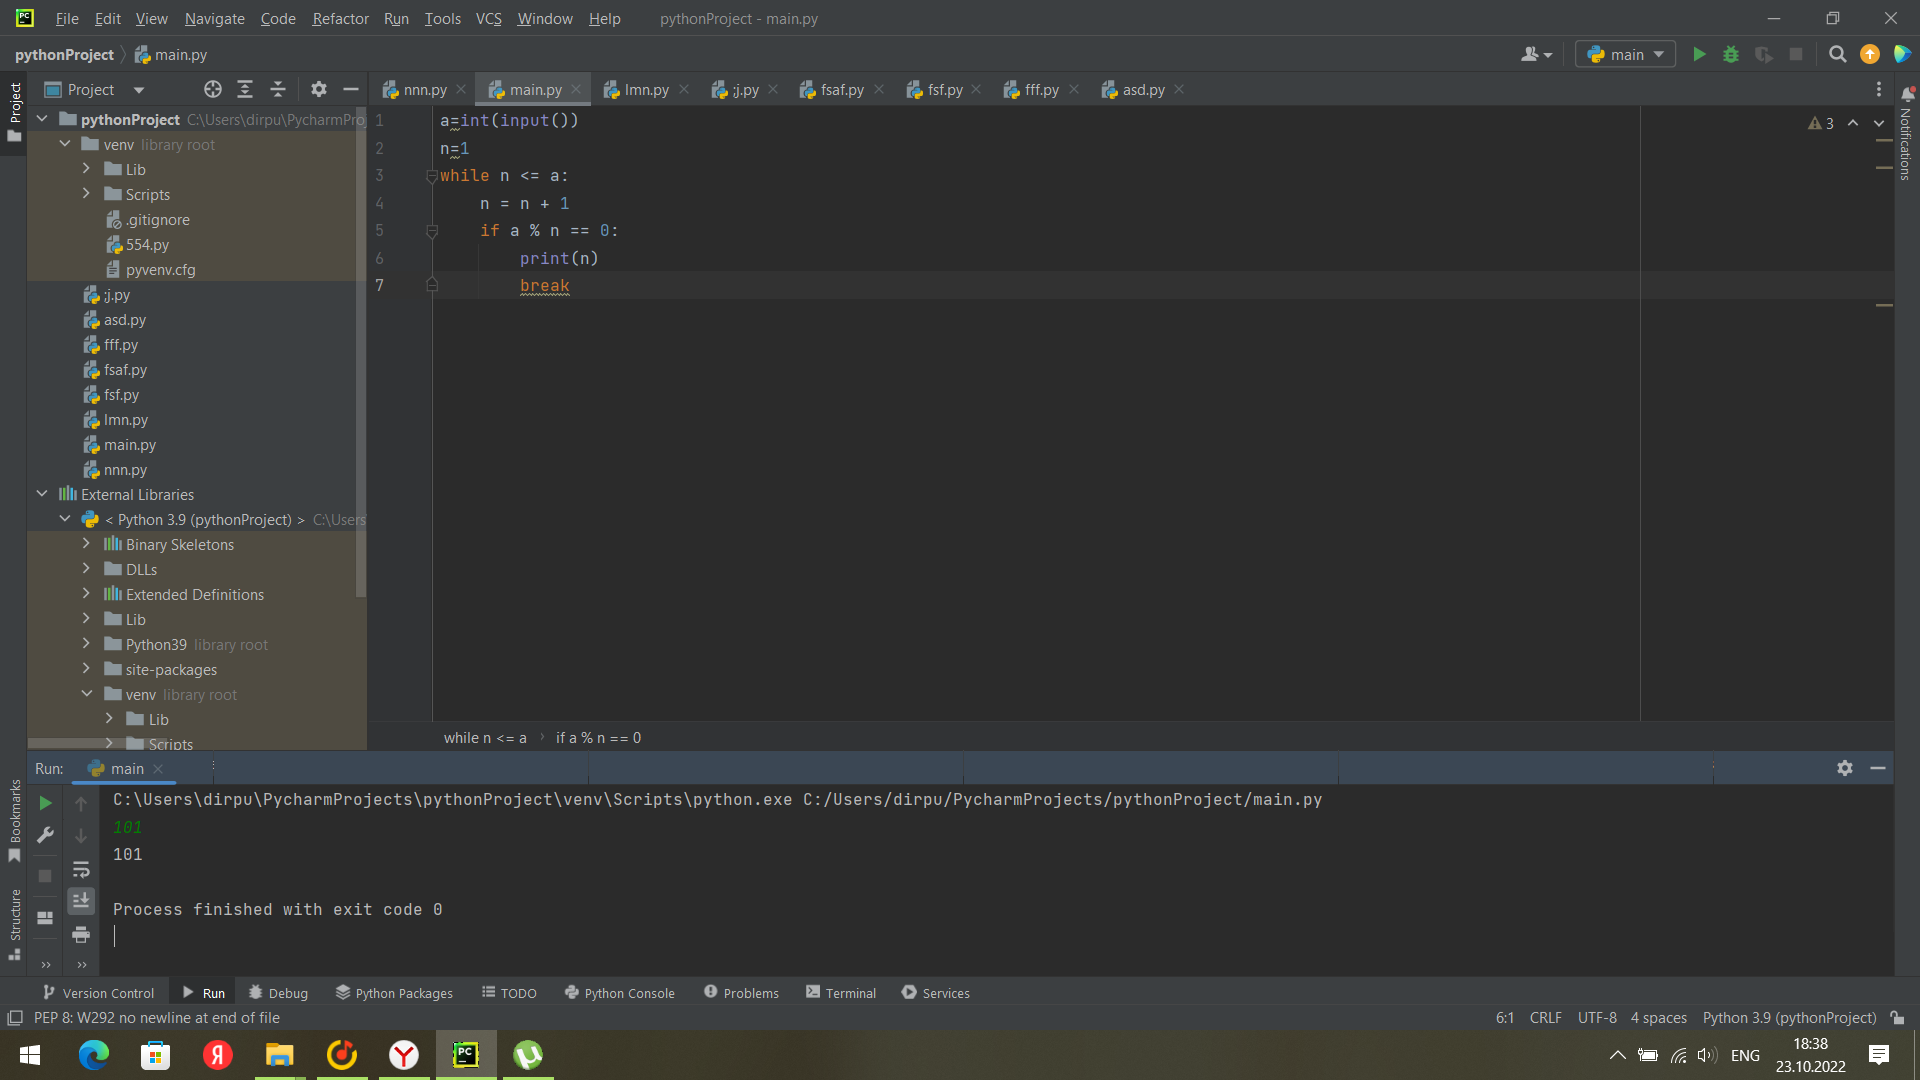 File Edit View Navigate Code Refactor Run Tools VCS Window Help pythonProject - main.py
pythonProject main.py main
Project nnn.py main.py lmn.py ;j.py fsaf.py fsf.py fff.py asd.py
Project
pythonProject C:\Users\dirpu\PycharmProj
venv library root
Lib
Scripts
.gitignore
554.py
pyvenv.cfg
;j.py
asd.py
fff.py
fsaf.py
fsf.py
lmn.py
main.py
nnn.py
External Libraries
< Python 3.9 (pythonProject) > C:\Users
Binary Skeletons
DLLs
Extended Definitions
Lib
Python39 library root
site-packages
venv library root
Lib
Scripts
1 a=int(input())
2 n=1
3 while n <= a:
4 n = n + 1
5 if a % n == 0:
6 print(n)
7 break
3
Notifications
while n <= a if a % n == 0
Run: main
C:\Users\dirpu\PycharmProjects\pythonProject\venv\Scripts\python.exe C:/Users/dirpu/PycharmProjects/pythonProject/main.py
101
101
Process finished with exit code 0
Bookmarks
Structure
Version Control Run Debug Python Packages TODO Python Console Problems Terminal Services
PEP 8: W292 no newline at end of file 6:1 CRLF UTF-8 4 spaces Python 3.9 (pythonProject)
ENG 18:38
23.10.2022